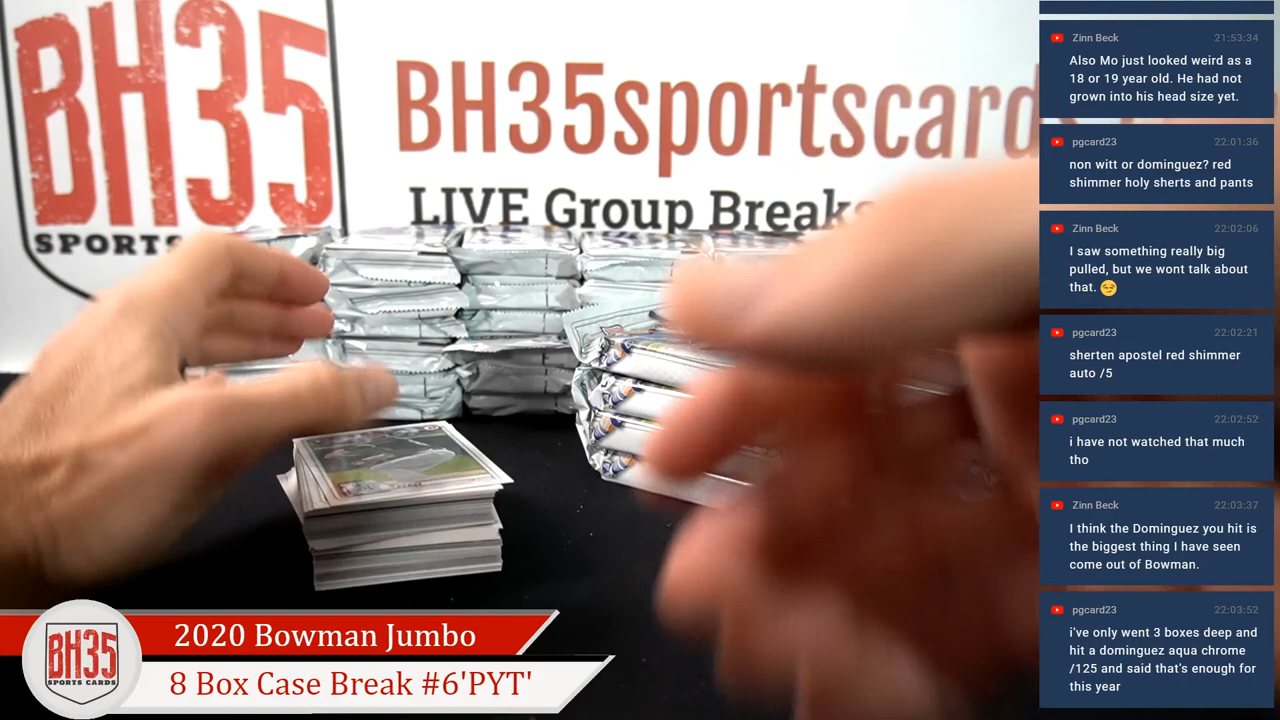 BH35
SPORTS
BH35sportscard
LIVE Group Breaks
Zinn Beck 21:53:34
Also Mo just looked weird as a
18 or 19 year old. He had not
grown into his head size yet.
pgcard23 22:01:36
non witt or dominguez? red
shimmer holy sherts and pants
Zinn Beck 22:02:06
I saw something really big
pulled, but we wont talk about
that. 😏
pgcard23 22:02:21
sherten apostel red shimmer
auto /5
pgcard23 22:02:52
i have not watched that much
tho
Zinn Beck 22:03:37
I think the Dominguez you hit is
the biggest thing I have seen
come out of Bowman.
pgcard23 22:03:52
i've only went 3 boxes deep and
hit a dominguez aqua chrome
/125 and said that's enough for
this year
BH35
SPORTS CARDS
2020 Bowman Jumbo
8 Box Case Break #6'PYT'